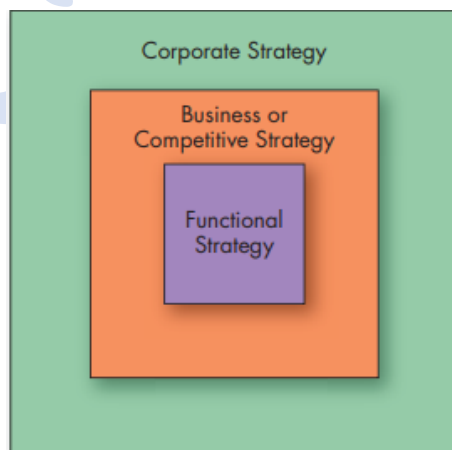 Corporate Strategy
Business or
Competitive Strategy
Functional
Strategy